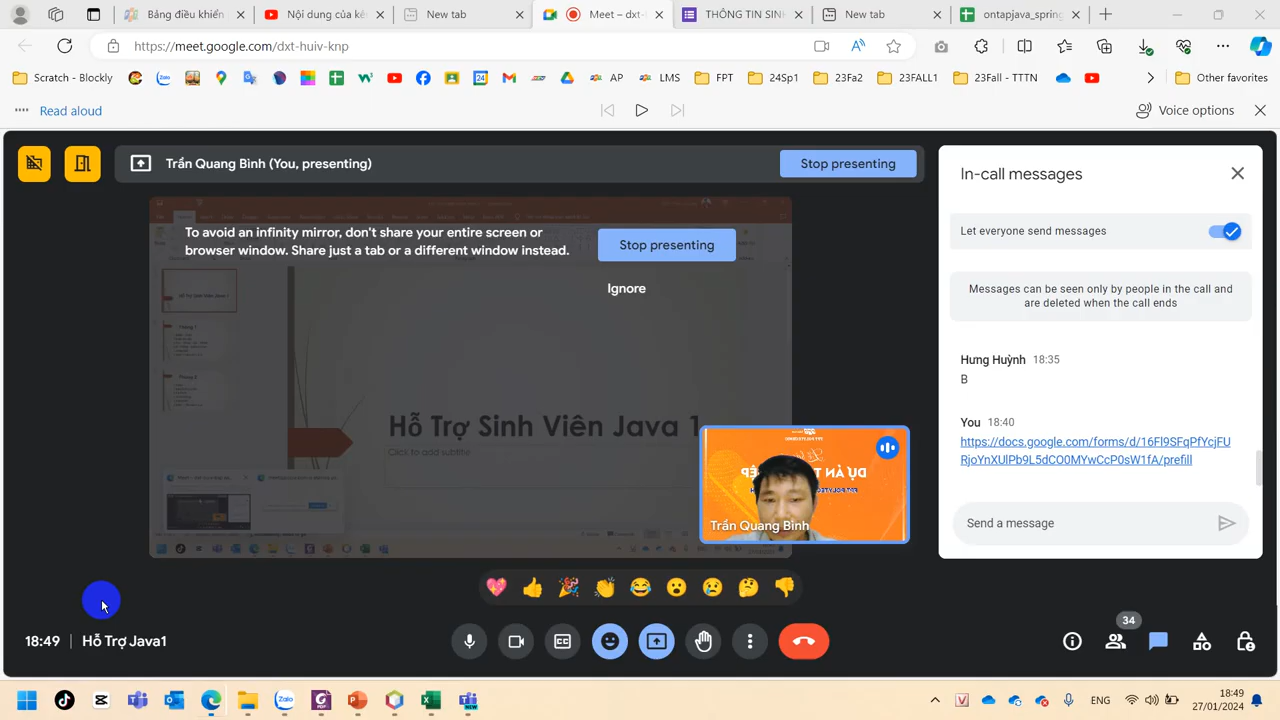 Bảng điều khiển
Nội dung của kế
New tab
Meet – dxt-
THÔNG TIN SINH
New tab
ontapjava_spring
https://meet.google.com/dxt-huiv-knp
Scratch - Blockly
AP
LMS
FPT
24Sp1
23Fa2
23FALL1
23Fall - TTTN
Other favorites
Read aloud
Voice options
Trần Quang Bình (You, presenting)
Stop presenting
To avoid an infinity mirror, don't share your entire screen or
browser window. Share just a tab or a different window instead.
Stop presenting
Ignore
Hỗ Trợ Sinh Viên Java 1
Click to add subtitle
Trần Quang Bình
In-call messages
Let everyone send messages
Messages can be seen only by people in the call and
are deleted when the call ends
Hưng Huỳnh 18:35
B
You 18:40
https://docs.google.com/forms/d/16Fl9SFqPfYcjFU
RjoYnXUlPb9L5dCO0MYwCcP0sW1fA/prefill
Send a message
18:49 | Hỗ Trợ Java1
34
ENG
18:49
27/01/2024